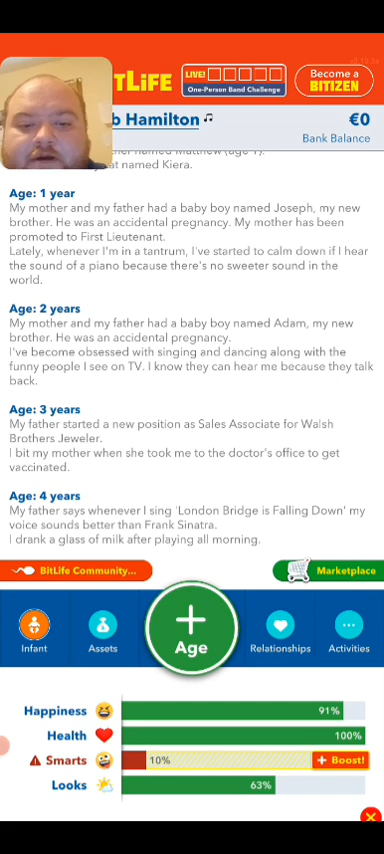 BITLIFE
LIVE!
One-Person Band Challenge
Become a
BITIZEN
b Hamilton
€0
Bank Balance
at named Kiera.
Age: 1 year
My mother and my father had a baby boy named Joseph, my new
brother. He was an accidental pregnancy. My mother has been
promoted to First Lieutenant.
Lately, whenever I'm in a tantrum, I've started to calm down if I hear
the sound of a piano because there's no sweeter sound in the
world.
Age: 2 years
My mother and my father had a baby boy named Adam, my new
brother. He was an accidental pregnancy.
I've become obsessed with singing and dancing along with the
funny people I see on TV. I know they can hear me because they talk
back.
Age: 3 years
My father started a new position as Sales Associate for Walsh
Brothers Jeweler.
I bit my mother when she took me to the doctor's office to get
vaccinated.
Age: 4 years
My father says whenever I sing 'London Bridge is Falling Down' my
voice sounds better than Frank Sinatra.
I drank a glass of milk after playing all morning.
BitLife Community...
Marketplace
Infant
Assets
Age
Relationships
Activities
Happiness
91%
Health
100%
Smarts
10%
Boost!
Looks
63%